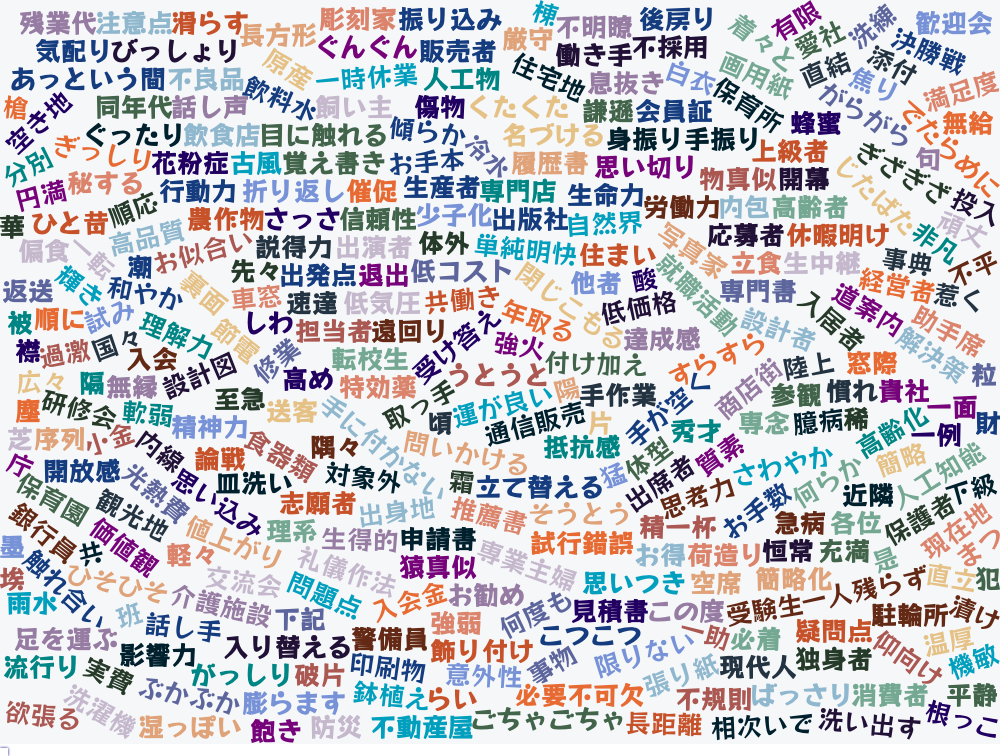 残業代 注意点 滑らす 長方形 彫刻家 振り込み 棟 不明瞭 後戻り 着々と 有限 愛社 洗練 歓迎会
気配り びっしょり ぐんぐん 販売者 厳守 働き手 不採用 決勝戦
あっという間 不良品 原産 一時休業 人工物 住宅地 息抜き 白衣 画用紙 直結 添付 焦り 満足度
槍 空き地 同年代 話し声 飲料水 飼い主 傷物 くたくた 謙遜 会員証 保育所 蜂蜜 がらがら でたらめに 無給
ぐったり 飲食店 目に触れる 傾らか 冷水 名づける 身振り手振り 上級者 ぎざぎざ 句
分別 ぎっしり 花粉症 古風 覚え書き お手本 履歴書 思い切り 物真似 開幕 じたばた 投入
円満 秘する 行動力 折り返し 催促 生産者 専門店 生命力 労働力 内包 高齢者 頑丈
華 ひと昔 順応 農作物 さっさ 信頼性 少子化 出版社 自然界 応募者 休暇明け 非凡
偏食 一転 高品質 お似合い 説得力 出演者 体外 単純明快 住まい 写真家 立食 生中継 事典 不平
返送 輝き 潮 和やか 裏面 先々 出発点 退出 低コスト 閉じこもる 他者 酸 就職活動 専門書 入居者 道案内 経営者 惹く
被 順に 試み 理解力 節電 車窓 速達 低気圧 共働き 年取る 低価格 達成感 設計者 助手席
襟 過激 国々 入会 しわ 担当者 遠回り 受け答え 強火 付け加え すらすら 商店街 陸上 窓際 解決策 粒
広々 隔 無縁 設計図 修業 高め 転校生 特効薬 うとうと 陽 手作業 手が空く 参観 慣れ 貴社 一面
塵 研修会 軟弱 精神力 至急 送客 手に付かない 取っ手 頃 運が良い 通信販売 片 秀才 専念 臆病 稀 高齢化 一例 財
芝 序列 小金 内線 論戦 食器類 隅々 問いかける 抵抗感 体型 質素 さわやか 簡略 人工知能
庁 開放感 光熱費 思い込み 皿洗い 対象外 霜 立て替える 猛 出席者 思考力 お手数 何らか 近隣 保護者 下級
保育園 観光地 値上がり 志願者 出身地 推薦書 そうとう 精一杯 急病 各位 現在地
銀行員 共 価値観 軽々 理系 生得的 申請書 専業主婦 試行錯誤 お得 荷造り 恒常 充満 是 まつ
墨 埃 触れ合い ひそひそ 交流会 礼儀作法 猿真似 お勧め 思いつき 空席 簡略化 一人残らず 直立 犯
雨水 班 介護施設 問題点 下記 入会金 強弱 何度も 見積書 この度 受験生 駐輪所 漬け
足を運ぶ 話し手 影響力 入り替える 警備員 飾り付け こつこつ 一助 必着 疑問点 仰向け 温厚
流行り 実費 がっしり 破片 印刷物 意外性 事物 限りない 張り紙 現代人 独身者 機敏
欲張る 洗濯機 ぶかぶか 膨らます 鉢植え らい 必要不可欠 不規則 ばっさり 消費者 平静
湿っぽい 飽き 防災 不動産屋 ごちゃごちゃ 長距離 相次いで 洗い出す 根っこ